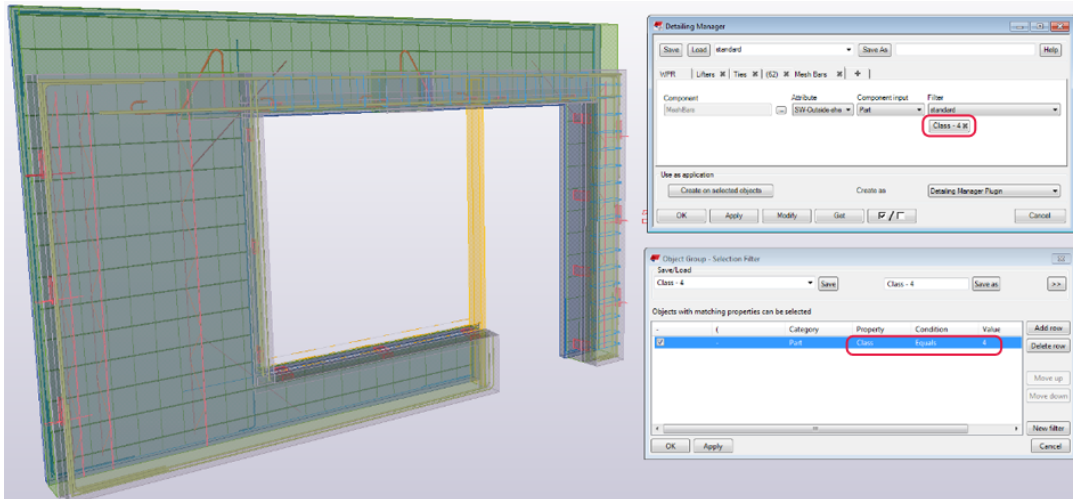 Detailing Manager
Save Load standard Save As Help
WPR Lifters Ties (62) Mesh Bars
Component Attribute Component input Filter
MeshBars ... SW-Outside-she Part standard
Class - 4
Use as application
Create on selected objects Create as Detailing Manager Plugin
OK Apply Modify Get Cancel
Object Group - Selection Filter
Save/Load
Class - 4 Save Class - 4 Save as >>
Objects with matching properties can be selected
- ( Category Property Condition Value Add row
- Part Class Equals 4 Delete row
Move up
Move down
New filter
OK Apply Cancel